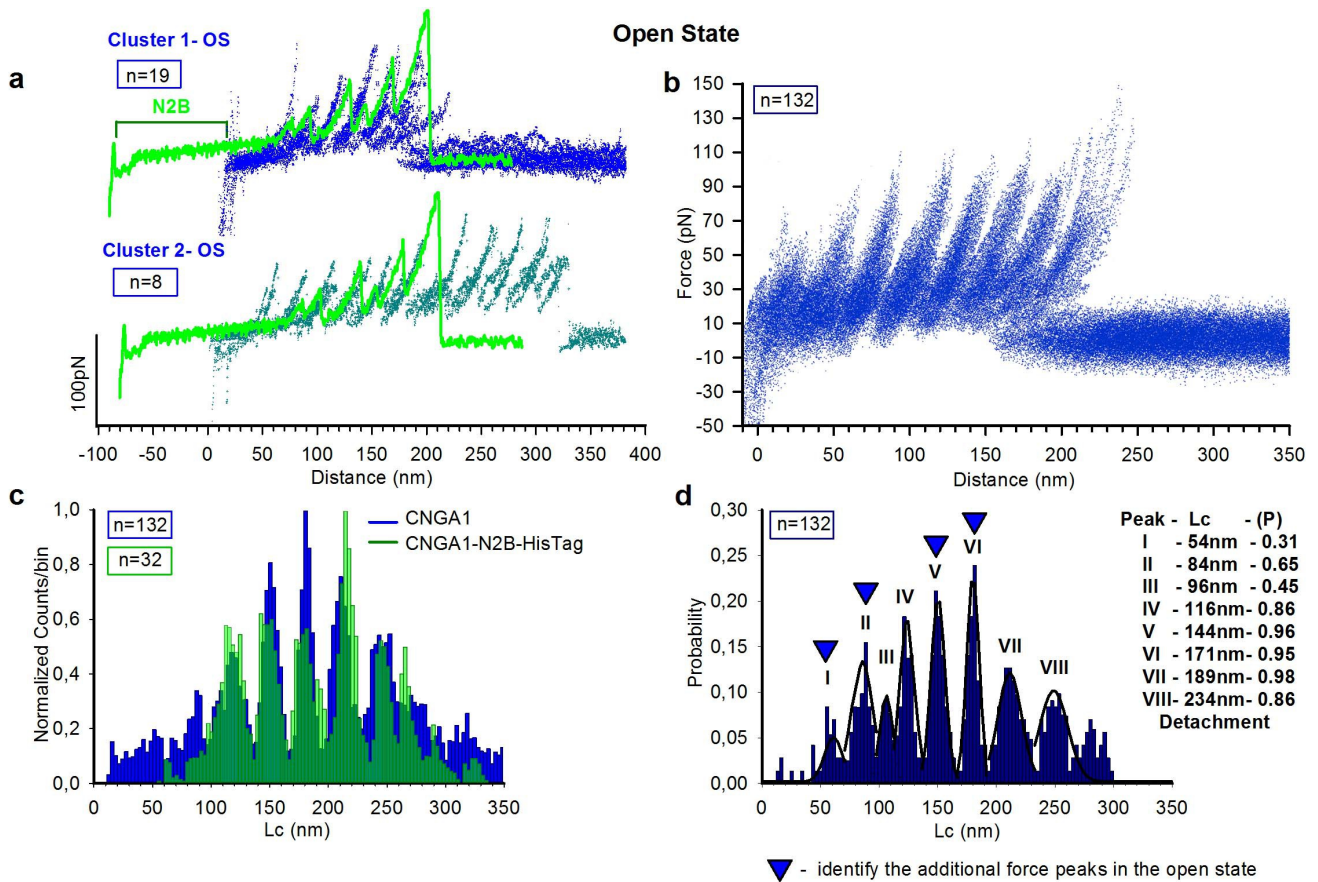 Open State
a
Cluster 1- OS
n=19
N2B
Cluster 2- OS
n=8
100pN
-100 -50 0 50 100 150 200 250 300 350 400
Distance (nm)
b
n=132
150
130
110
90
70
50
30
10
-10
-30
-50
Force (pN)
0 50 100 150 200 250 300 350
Distance (nm)
c
n=132
n=32
CNGA1
CNGA1-N2B-HisTag
1,0
0,8
0,6
0,4
0,2
0,0
Normalized Counts/bin
0 50 100 150 200 250 300 350
Lc (nm)
d
n=132
0,30
0,25
0,20
0,15
0,10
0,05
0,00
Probability
I
II
III
IV
V
VI
VII
VIII
Peak - Lc - (P)
I - 54nm - 0.31
II - 84nm - 0.65
III - 96nm - 0.45
IV - 116nm- 0.86
V - 144nm- 0.96
VI - 171nm- 0.95
VII - 189nm - 0.98
VIII- 234nm - 0.86
Detachment
0 50 100 150 200 250 300 350
Lc (nm)
- identify the additional force peaks in the open state